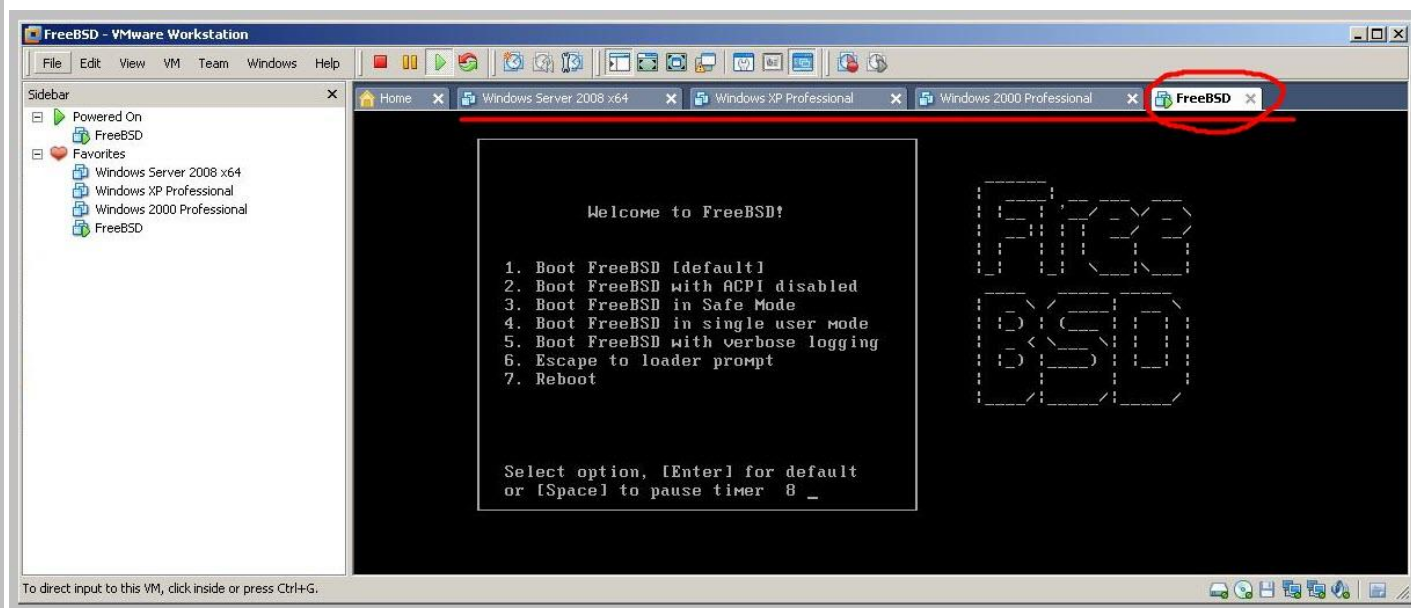 FreeBSD - VMware Workstation
File Edit View VM Team Windows Help
Sidebar
Powered On
FreeBSD
Favorites
Windows Server 2008 x64
Windows XP Professional
Windows 2000 Professional
FreeBSD
Home Windows Server 2008 x64 Windows XP Professional Windows 2000 Professional FreeBSD
Welcome to FreeBSD!
1. Boot FreeBSD [default]
2. Boot FreeBSD with ACPI disabled
3. Boot FreeBSD in Safe Mode
4. Boot FreeBSD in single user mode
5. Boot FreeBSD with verbose logging
6. Escape to loader prompt
7. Reboot
Select option, [Enter] for default
or [Space] to pause timer 8 _
Free
BSD
To direct input to this VM, click inside or press Ctrl+G.